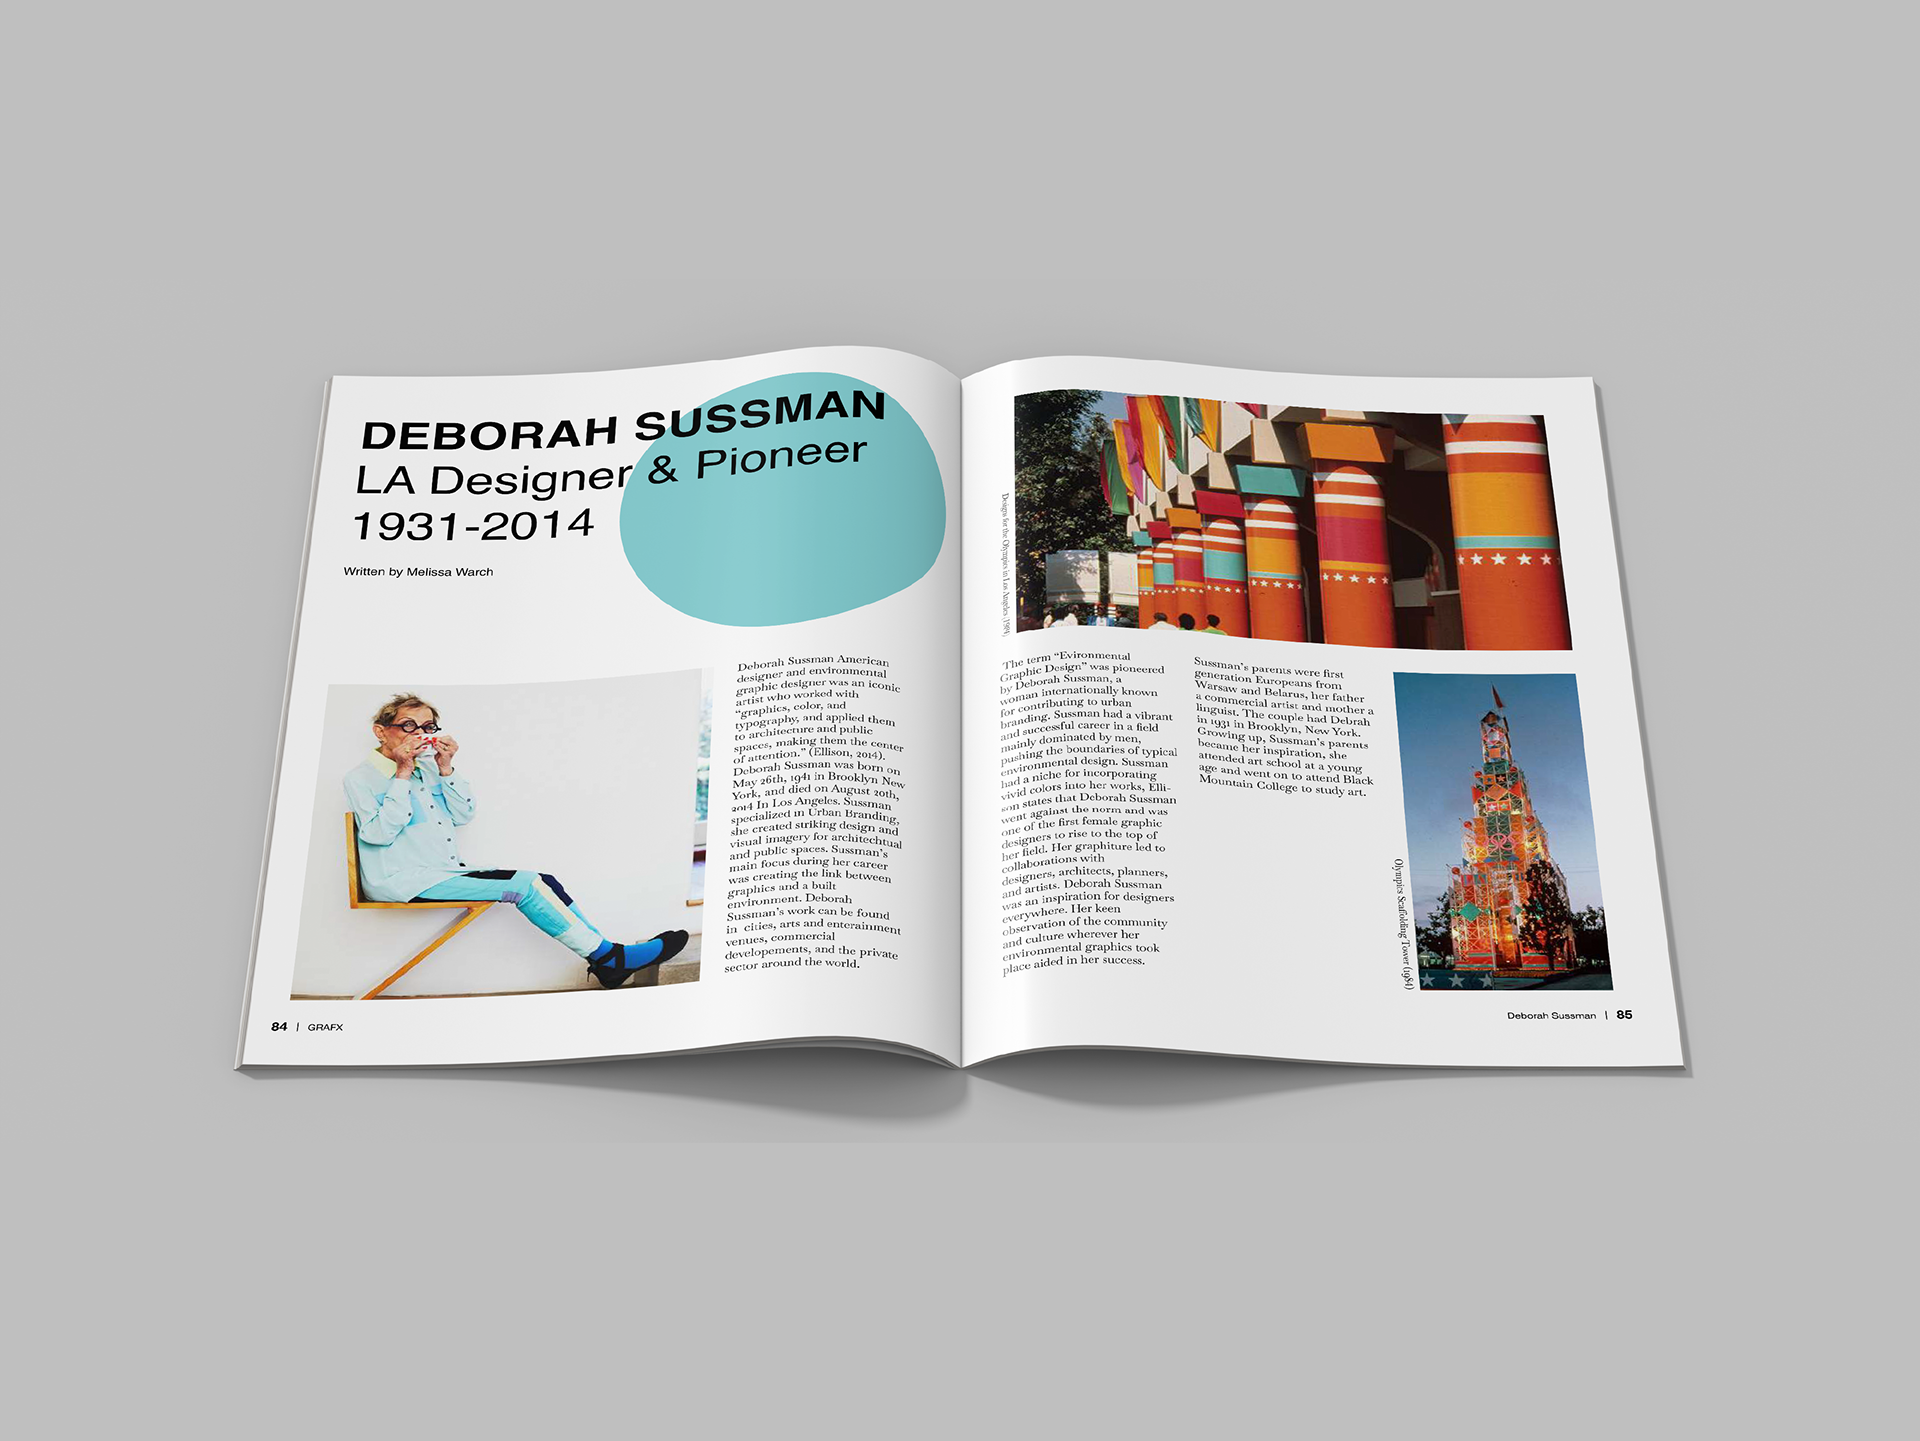 DEBORAH SUSSMAN
LA Designer & Pioneer
1931-2014
Written by Melissa Warch
Deborah Sussman American
designer and environmental
graphic designer was an iconic
artist who worked with
“graphics, color, and
typography, and applied them
to architecture and public
spaces, making them the center
of attention.” (Ellison, 2014).
Deborah Sussman was born on
May 26th, 1941 in Brooklyn New
York, and died on August 20th,
2014 In Los Angeles. Sussman
specialized in Urban Branding,
she created striking design and
visual imagery for architechtual
and public spaces. Sussman's
main focus during her career
was creating the link between
graphics and a built
environment. Deborah
Sussman's work can be found
in cities, arts and enterainment
venues, commercial
developements, and the private
sector around the world.
84 | GRAFX
Designs for the Olympics in Los Angeles (1984)
The term “Evironmental
Graphic Design” was pioneered
by Deborah Sussman, a
woman internationally known
for contributing to urban
branding. Sussman had a vibrant
and successful career in a field
mainly dominated by men,
pushing the boundaries of typical
environmental design. Sussman
had a niche for incorporating
vivid colors into her works, Elli-
son states that Deborah Sussman
went against the norm and was
one of the first female graphic
designers to rise to the top of
her field. Her graphiture led to
collaborations with
designers, architects, planners,
and artists. Deborah Sussman
was an inspiration for designers
everywhere. Her keen
observation of the community
and culture wherever her
environmental graphics took
place aided in her success.
Sussman's parents were first
generation Europeans from
Warsaw and Belarus, her father
a commercial artist and mother a
linguist. The couple had Debrah
in 1931 in Brooklyn, New York.
Growing up, Sussman's parents
became her inspiration, she
attended art school at a young
age and went on to attend Black
Mountain College to study art.
Olympics Scafolding Tower (1984)
Deborah Sussman | 85